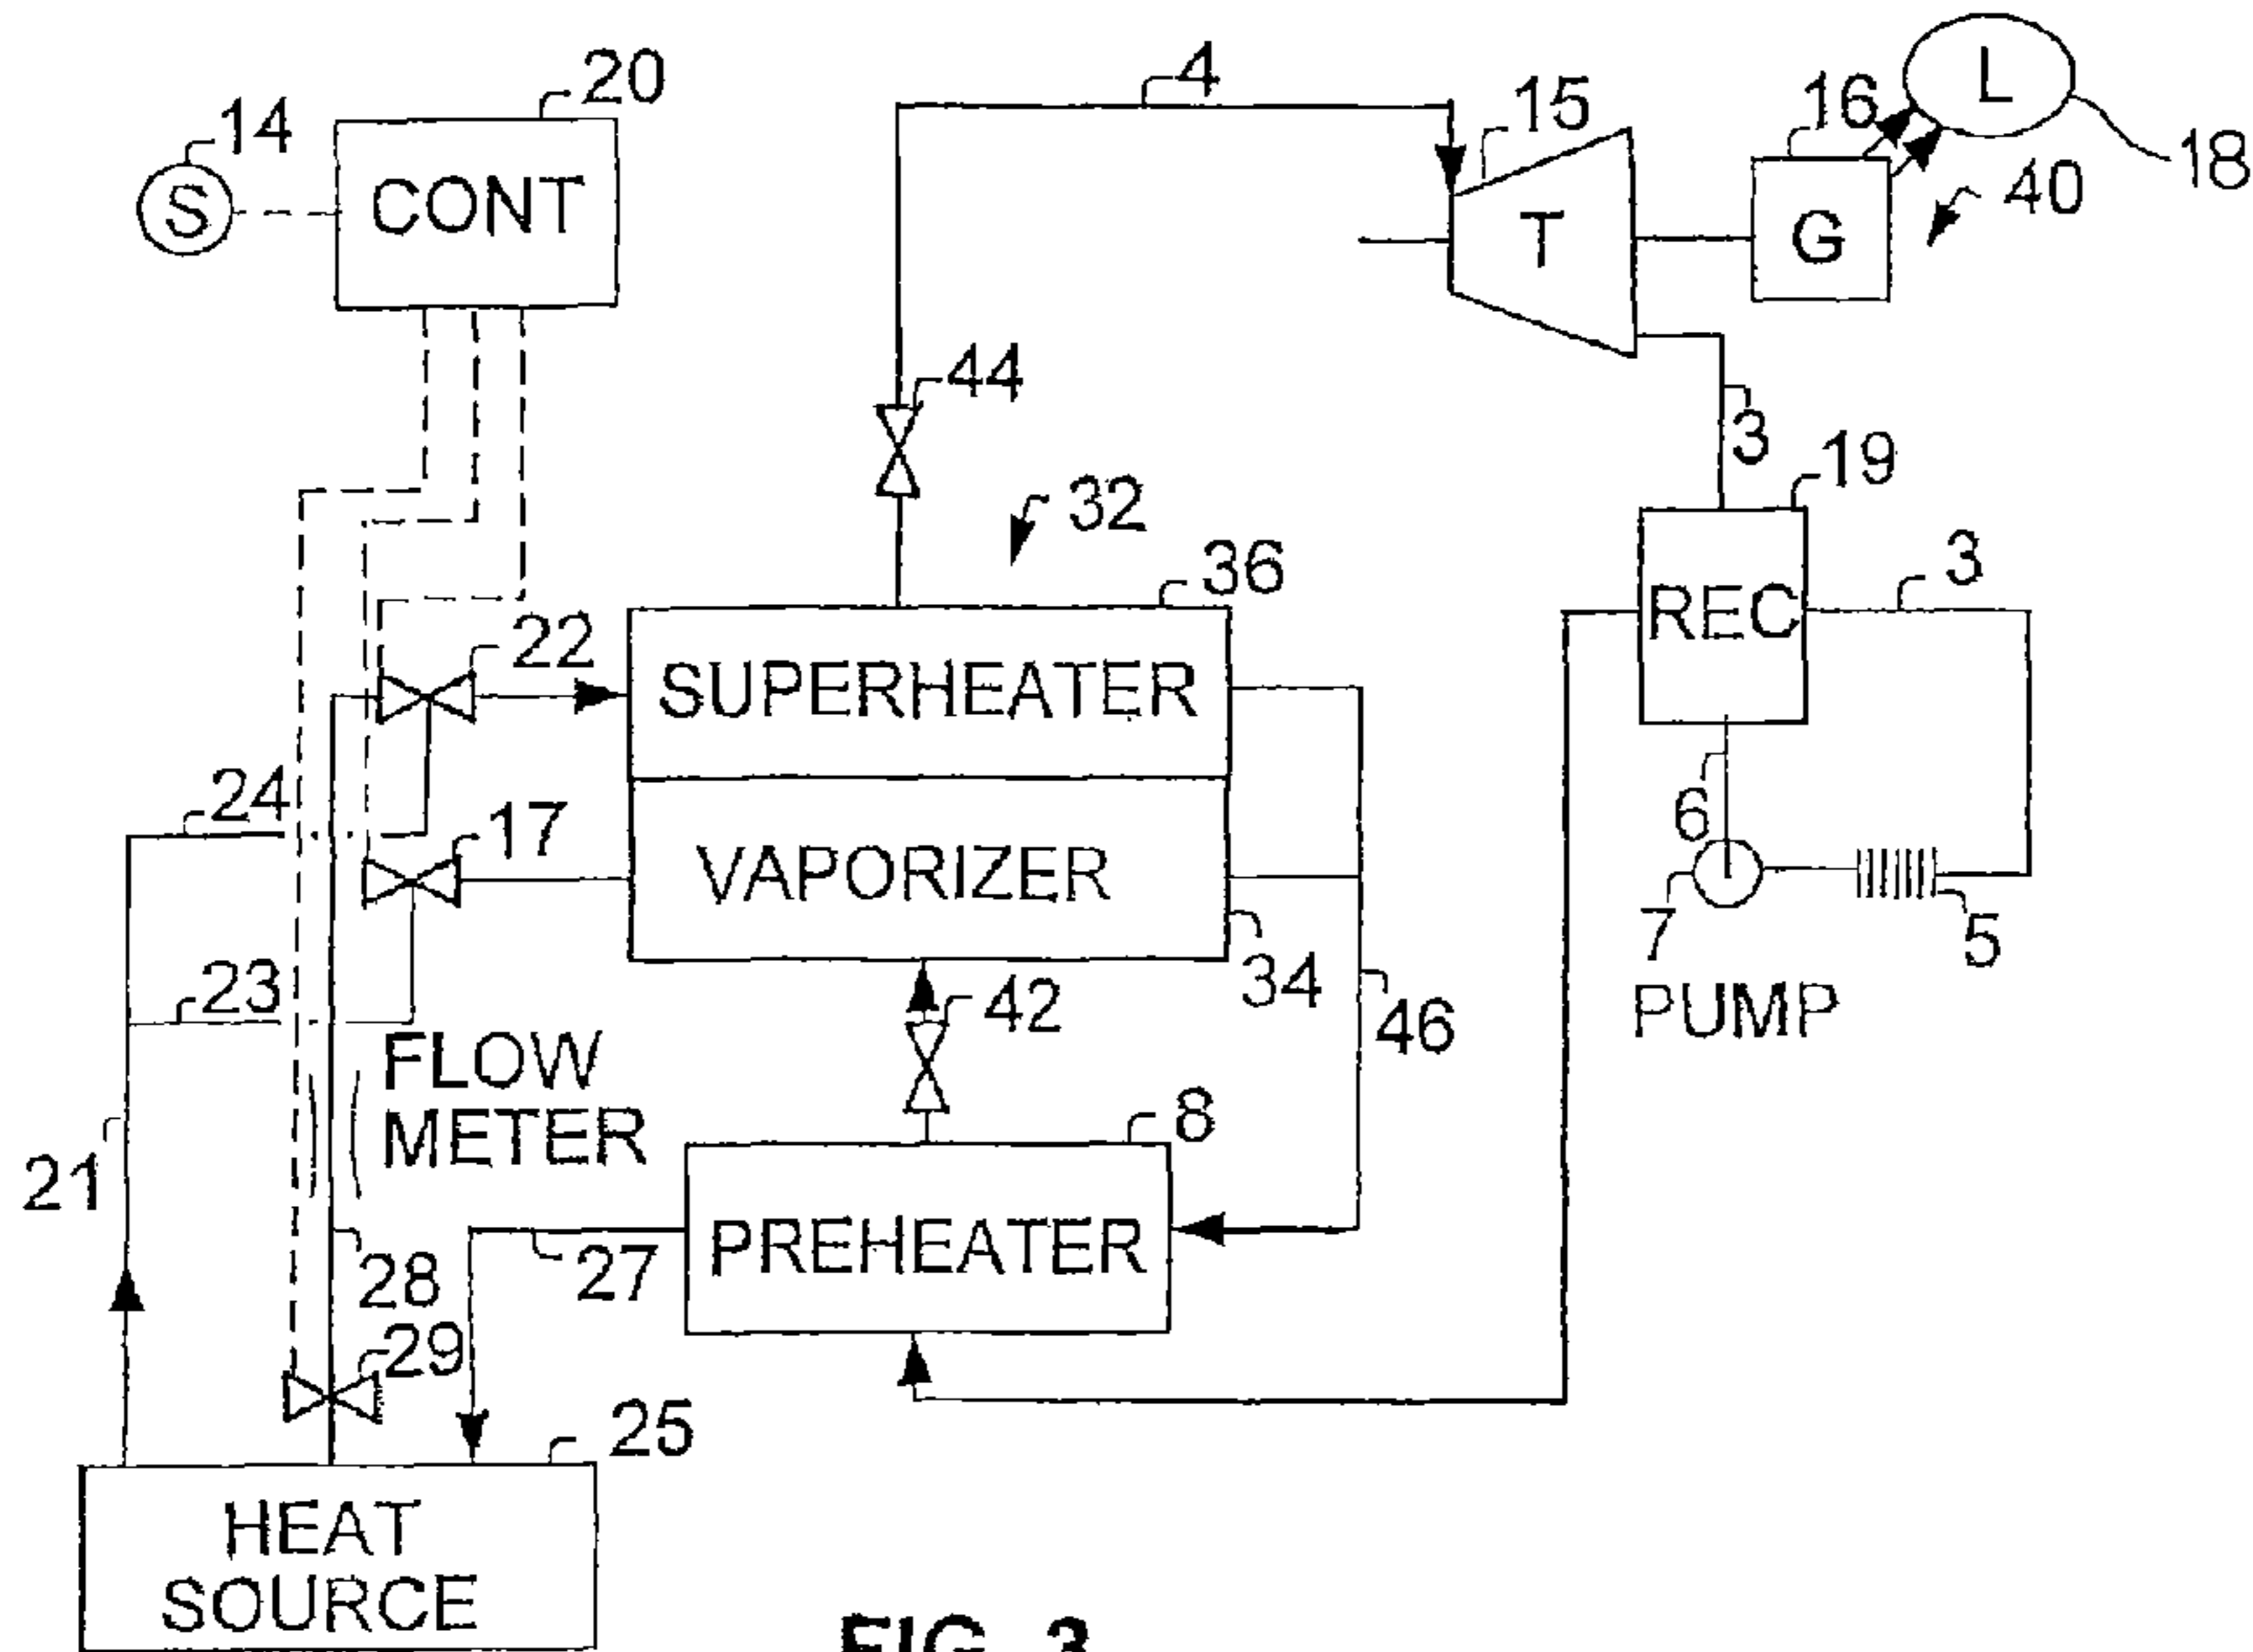 20
14
S
CONT
4
15
16
L
18
40
T
G
44
3
19
32
36
REC
3
22
SUPERHEATER
24
17
VAPORIZER
6
7
5
PUMP
23
34
42
46
FLOW
METER
8
21
PREHEATER
28
27
29
25
HEAT
SOURCE
FIG. 3